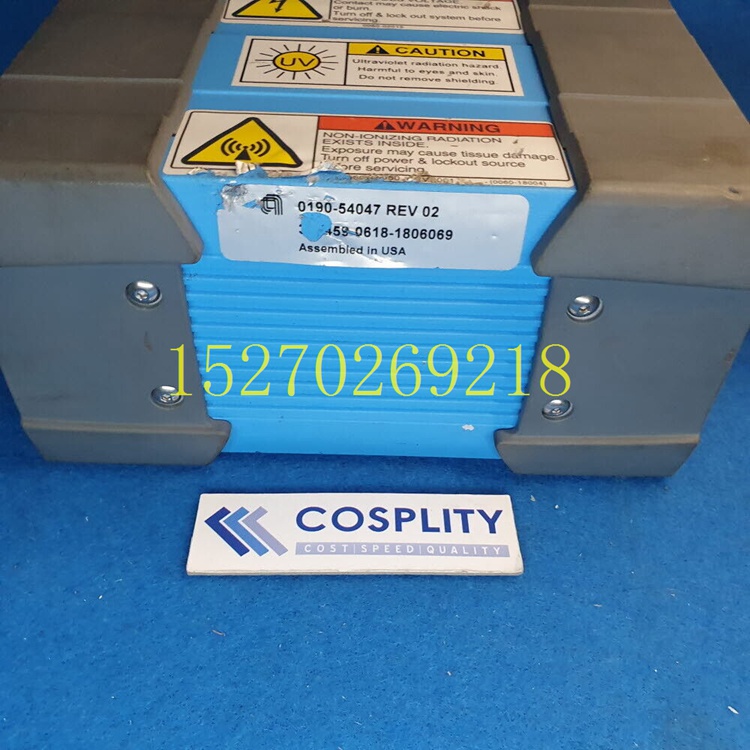 Contact may cause electric shock
or burn.
Turn off & lock out system before
servicing.
CAUTION
Ultraviolet radiation hazard.
Harmful to eyes and skin.
Do not remove shielding.
UV
WARNING
NON-IONIZING RADIATION
EXISTS INSIDE.
Exposure may cause tissue damage.
Turn off power & lockout source
before servicing.
(0060-18004)
0190-54047 REV 02
459-0618-1806069
Assembled in USA
15270269218
COSPLITY
COST|SPEED|QUALITY